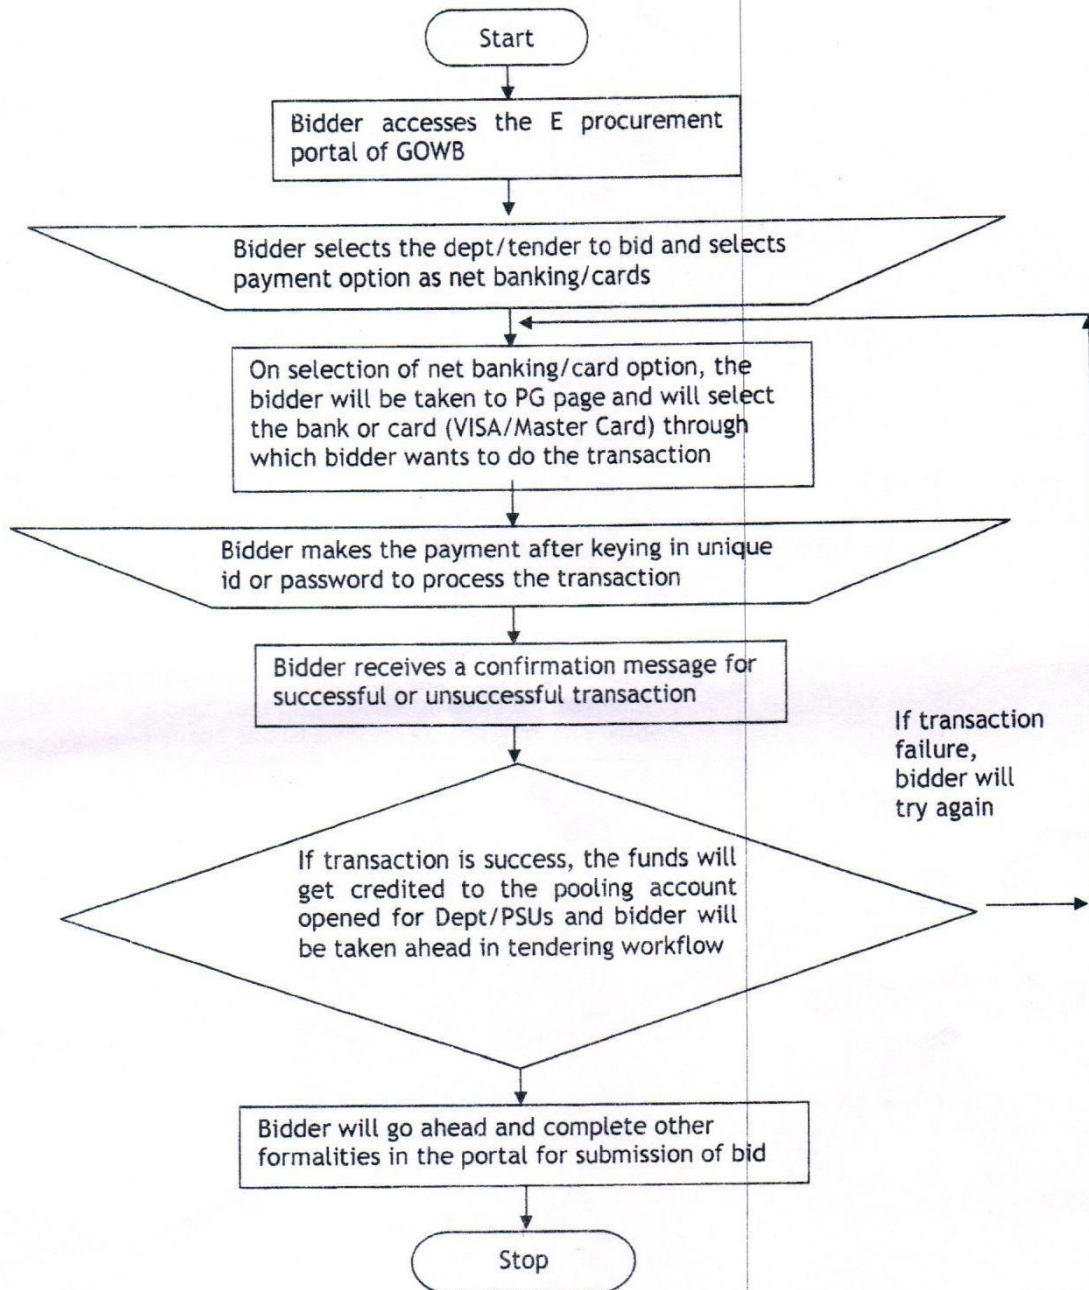 Start
Bidder accesses the E procurement
portal of GOWB
Bidder selects the dept/tender to bid and selects
payment option as net banking/cards
On selection of net banking/card option, the
bidder will be taken to PG page and will select
the bank or card (VISA/Master Card) through
which bidder wants to do the transaction
Bidder makes the payment after keying in unique
id or password to process the transaction
Bidder receives a confirmation message for
successful or unsuccessful transaction
If transaction
failure,
bidder will
try again
If transaction is success, the funds will
get credited to the pooling account
opened for Dept/PSUs and bidder will
be taken ahead in tendering workflow
Bidder will go ahead and complete other
formalities in the portal for submission of bid
Stop